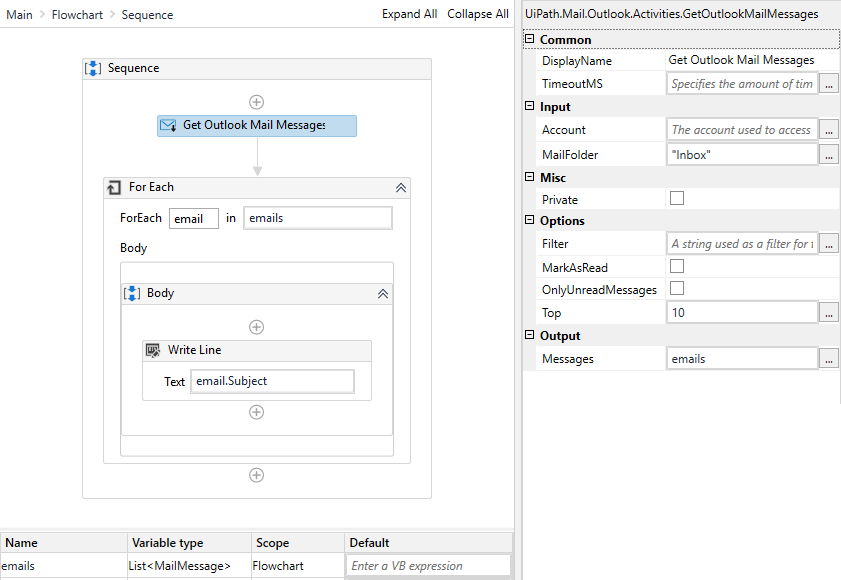 Main > Flowchart > Sequence Expand All Collapse All
Sequence
Get Outlook Mail Messages
For Each
ForEach email in emails
Body
Body
Write Line
Text email.Subject
Name Variable type Scope Default
emails List<MailMessage> Flowchart Enter a VB expression
UiPath.Mail.Outlook.Activities.GetOutlookMailMessages
Common
DisplayName Get Outlook Mail Messages
TimeoutMS Specifies the amount of tim ...
Input
Account The account used to access ...
MailFolder "Inbox" ...
Misc
Private
Options
Filter A string used as a filter for t ...
MarkAsRead
OnlyUnreadMessages
Top 10 ...
Output
Messages emails ...